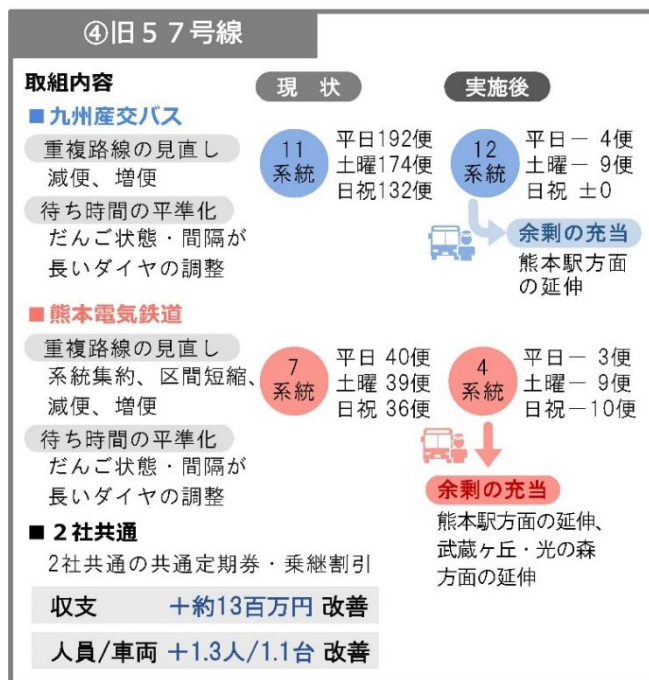 ④旧57号線
取組内容
現 状
実施後
■九州産交バス
重複路線の見直し
減便、増便
待ち時間の平準化
だんご状態・間隔が
長いダイヤの調整
11
系統
平日192便
土曜174便
日祝132便
12
系統
平日－ 4便
土曜－ 9便
日祝 ±0
余剰の充当
熊本駅方面
の延伸
■熊本電気鉄道
重複路線の見直し
系統集約、区間短縮、
減便、増便
待ち時間の平準化
だんご状態・間隔が
長いダイヤの調整
7
系統
平日 40便
土曜 39便
日祝 36便
4
系統
平日－ 3便
土曜－ 9便
日祝－10便
余剰の充当
熊本駅方面の延伸、
武蔵ヶ丘・光の森
方面の延伸
■２社共通
2社共通の共通定期券・乗継割引
収支 ＋約13百万円 改善
人員/車両 ＋1.3人/1.1台 改善